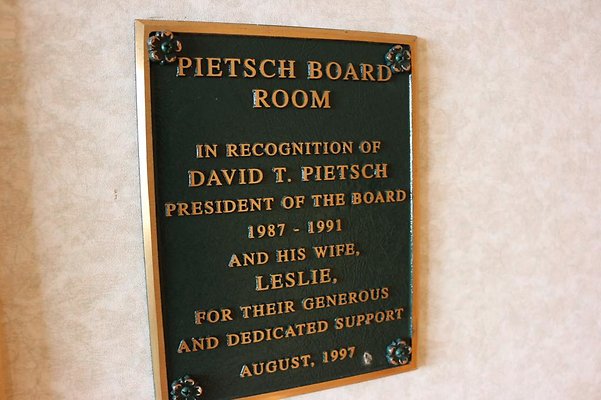 PIETSCH BOARD
ROOM
IN RECOGNITION OF
DAVID T. PIETSCH
PRESIDENT OF THE BOARD
1987 - 1991
AND HIS WIFE,
LESLIE,
FOR THEIR GENEROUS
AND DEDICATED SUPPORT
AUGUST, 1997